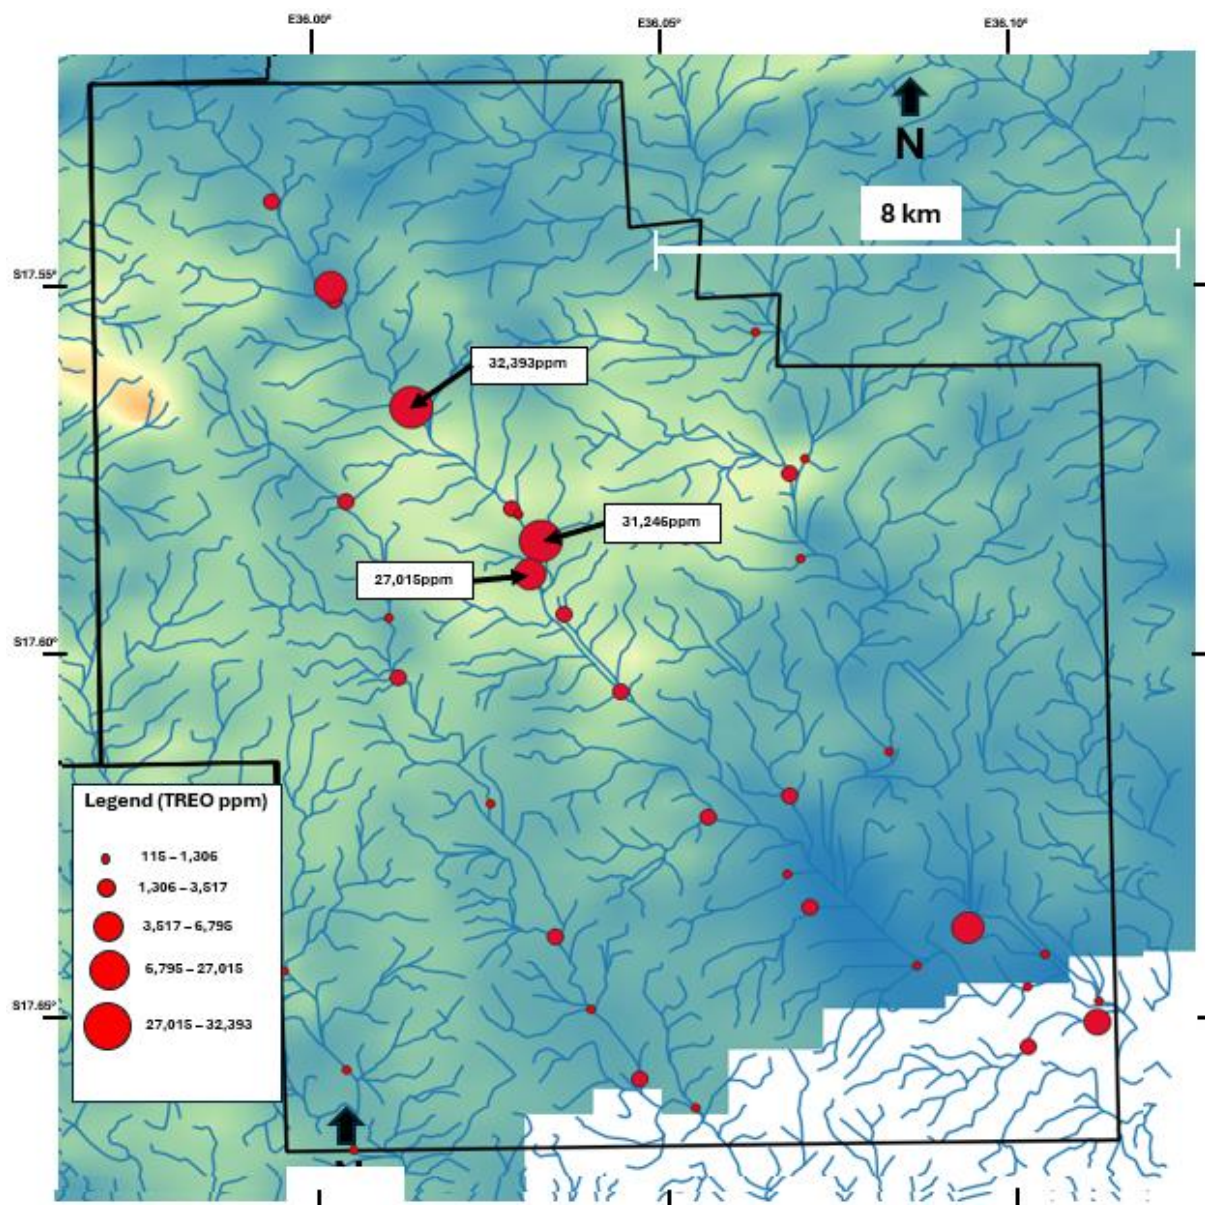 E36.00°
E36.05°
E36.10°
N
8 km
S17.55°
32,393ppm
31,246ppm
27,015ppm
S17.60°
Legend (TREO ppm)
115 – 1,306
1,306 – 3,517
3,517 – 6,795
6,795 – 27,015
27,015 – 32,393
S17.65°